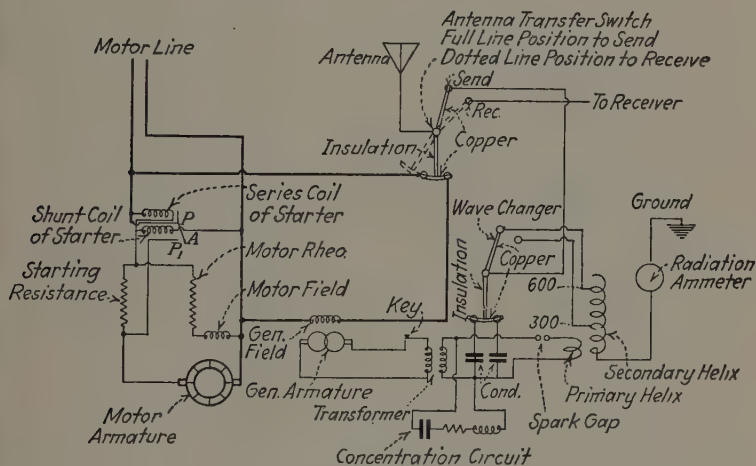 Motor Line
Antenna Transfer Switch
Full Line Position to Send
Dotted Line Position to Receive
Antenna
Send
Rec.
To Receiver
Insulation
Copper
Series Coil
of Starter
Shunt Coil
of Starter
P
A
P1
Wave Changer
Ground
Starting
Resistance
Motor Rheo.
Motor Field
Insulation
Copper
600
300
Radiation
Ammeter
Gen.
Field
Key
Gen. Armature
Transformer
Cond.
Spark Gap
Primary Helix
Secondary Helix
Motor
Armature
Concentration Circuit